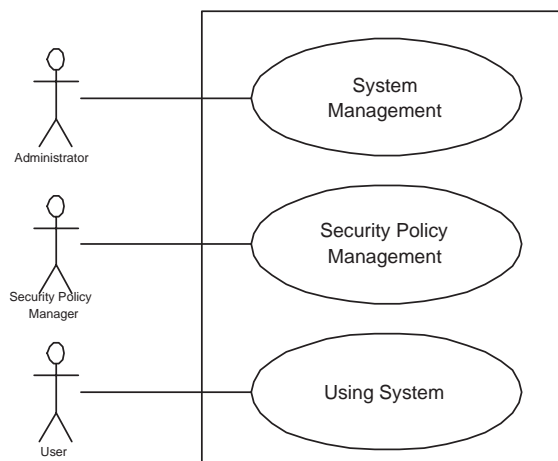 System
Management
Administrator
Security Policy
Management
Security Policy
Manager
Using System
User